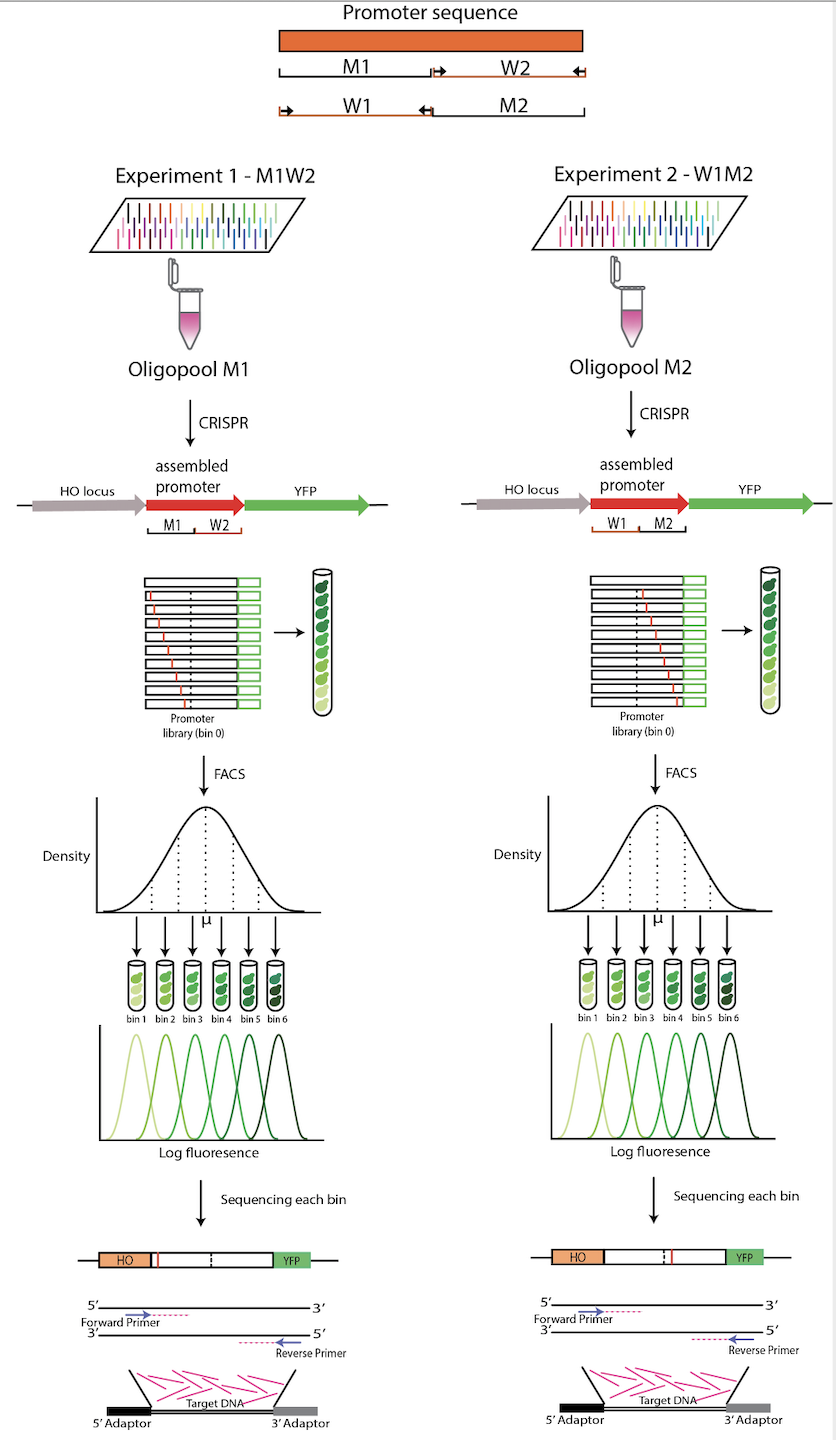 Promoter sequence
M1 W2
W1 M2
Experiment 1 - M1W2
Oligopool M1
CRISPR
assembled
promoter
HO locus
YFP
M1 W2
Promoter
library (bin 0)
FACS
Density
μ
bin 1 bin 2 bin 3 bin 4 bin 5 bin 6
Log fluoresence
Sequencing each bin
HO YFP
5′ 3′
Forward Primer
3′ 5′
Reverse Primer
Target DNA
5′ Adaptor 3′ Adaptor
Experiment 2 - W1M2
Oligopool M2
CRISPR
assembled
promoter
HO locus
YFP
W1 M2
Promoter
library (bin 0)
FACS
Density
μ
bin 1 bin 2 bin 3 bin 4 bin 5 bin 6
Log fluoresence
Sequencing each bin
HO YFP
5′ 3′
Forward Primer
3′ 5′
Reverse Primer
Target DNA
5′ Adaptor 3′ Adaptor